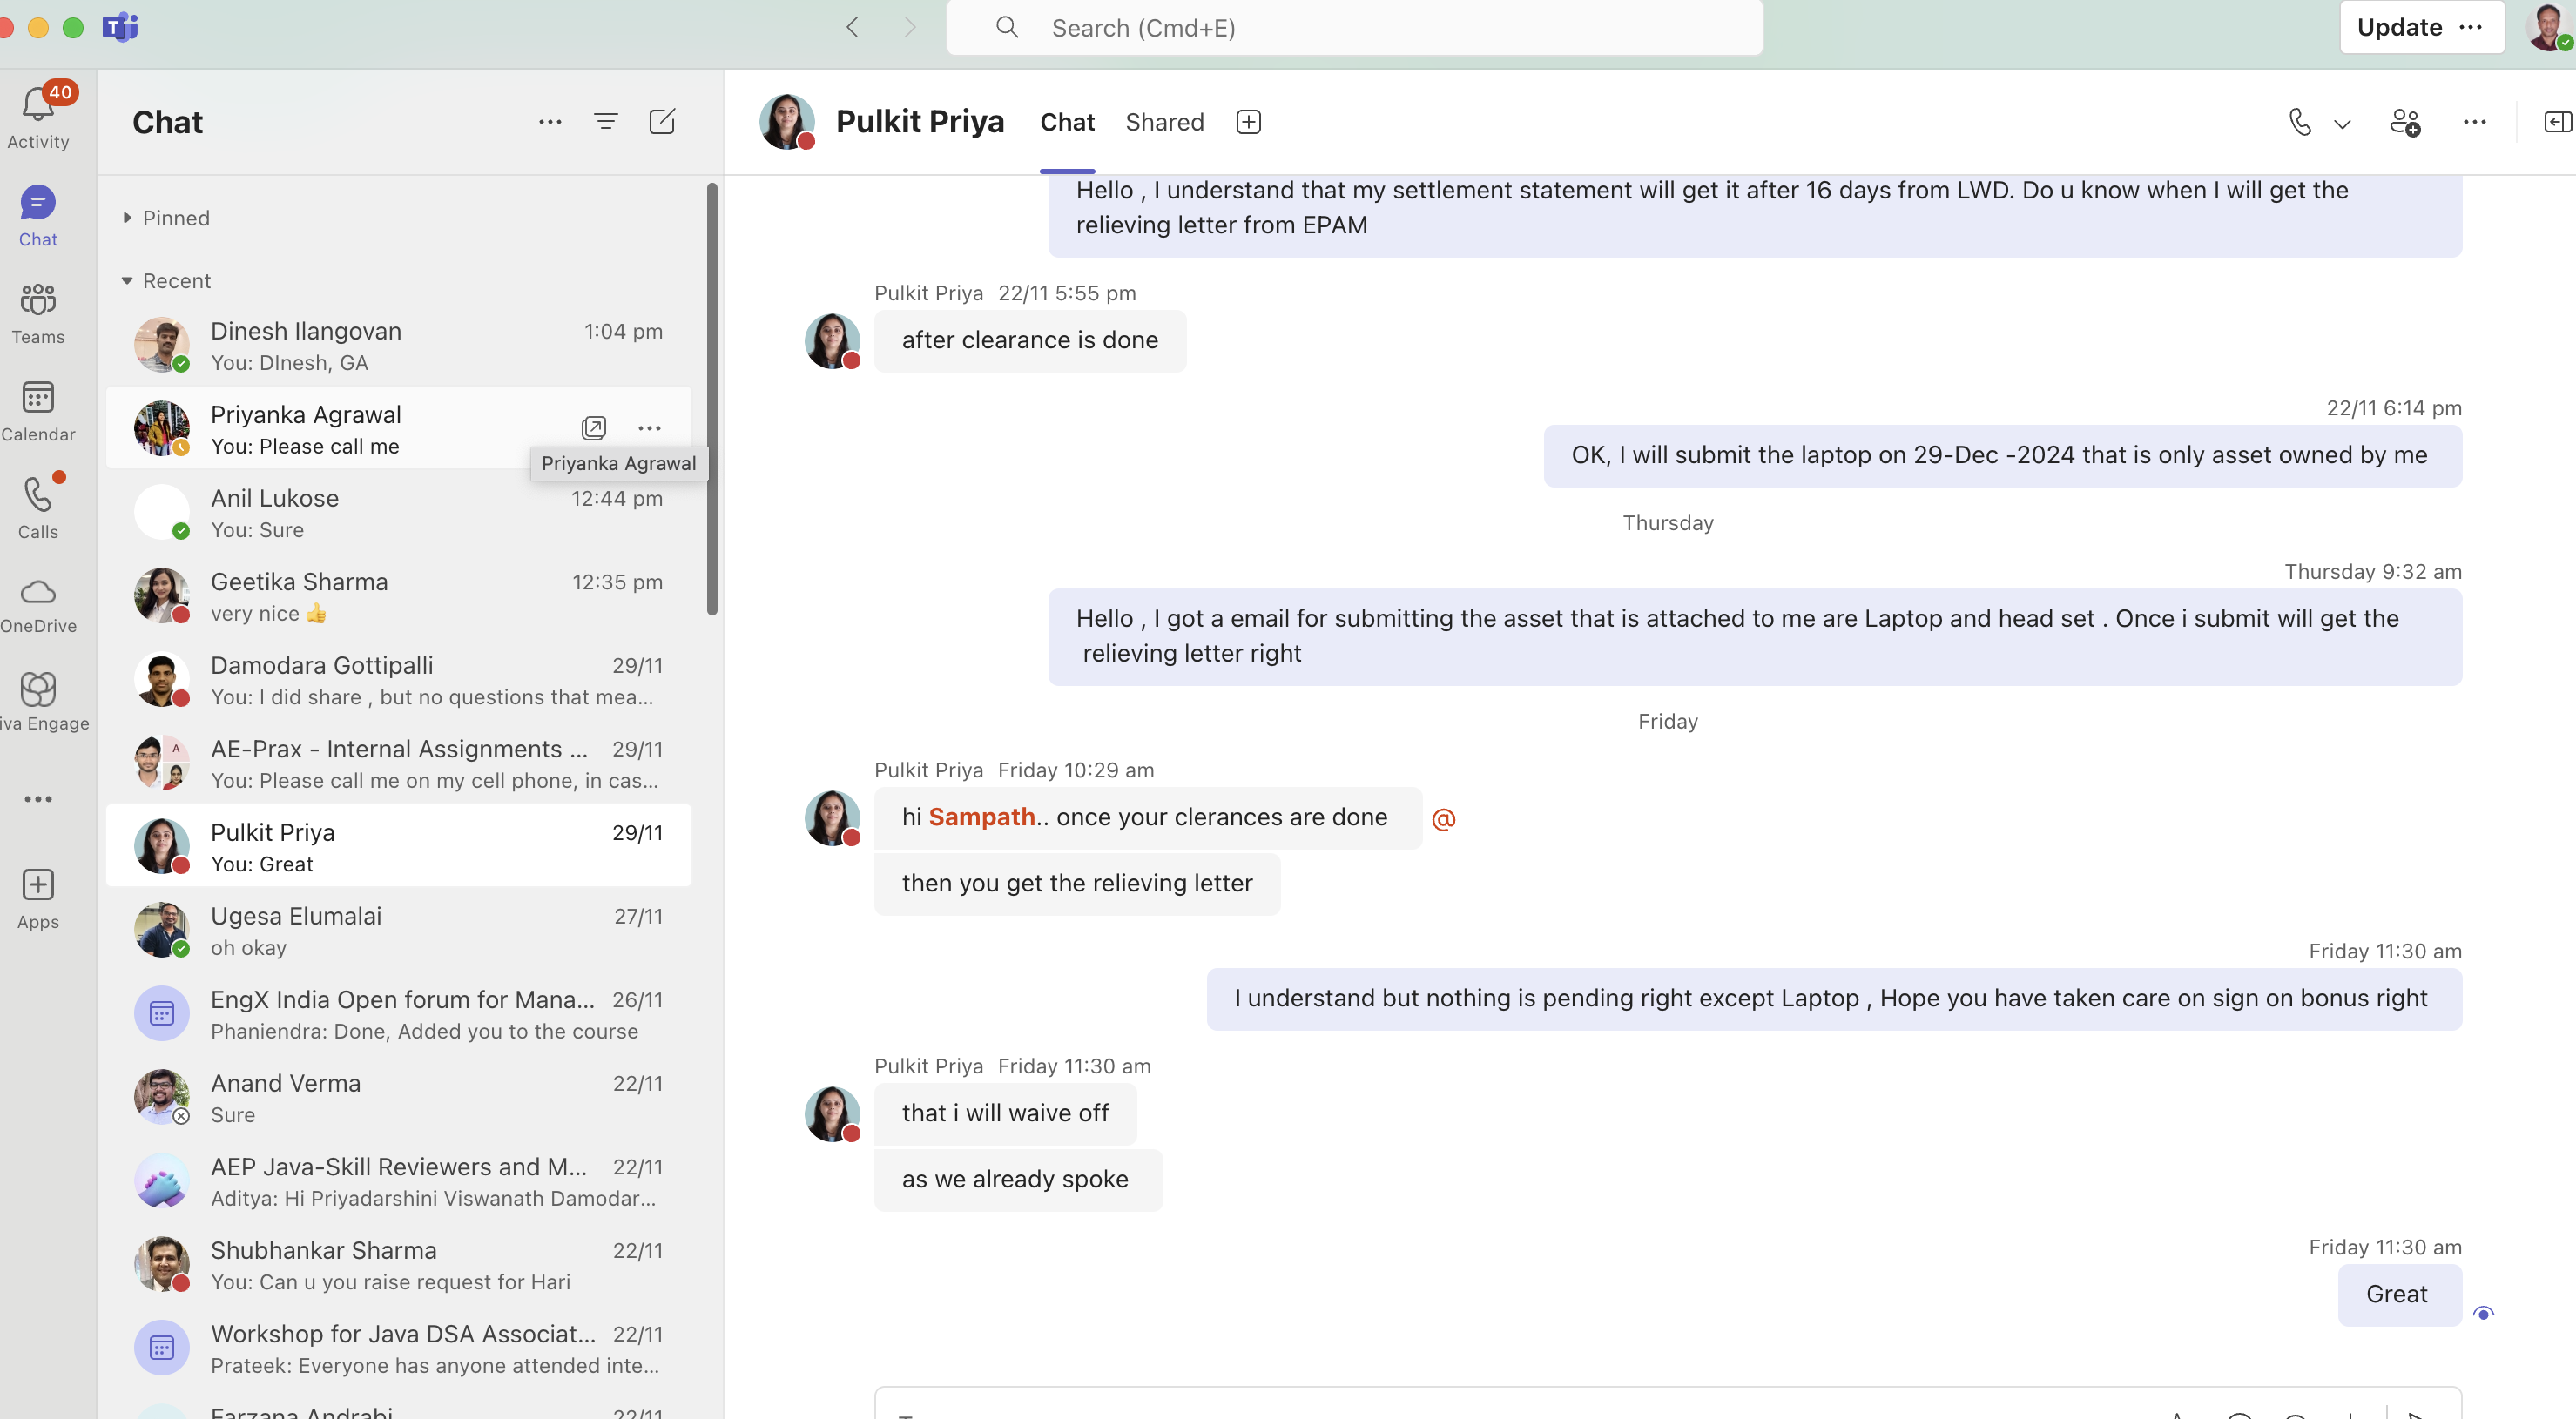 Search (Cmd+E)
Update
40
Activity
Chat
Teams
Calendar
Calls
OneDrive
iva Engage
Apps
Chat
Pinned
Recent
Dinesh Ilangovan 1:04 pm
You: DInesh, GA
Priyanka Agrawal
You: Please call me
Priyanka Agrawal
Anil Lukose 12:44 pm
You: Sure
Geetika Sharma 12:35 pm
very nice 👍
Damodara Gottipalli 29/11
You: I did share , but no questions that mea...
A
AE-Prax - Internal Assignments ... 29/11
You: Please call me on my cell phone, in cas...
Pulkit Priya 29/11
You: Great
Ugesa Elumalai 27/11
oh okay
EngX India Open forum for Mana... 26/11
Phaniendra: Done, Added you to the course
Anand Verma 22/11
Sure
AEP Java-Skill Reviewers and M... 22/11
Aditya: Hi Priyadarshini Viswanath Damodar...
Shubhankar Sharma 22/11
You: Can u you raise request for Hari
Workshop for Java DSA Associat... 22/11
Prateek: Everyone has anyone attended inte...
Farzana Andrabi 22/11
Pulkit Priya Chat Shared
Hello , I understand that my settlement statement will get it after 16 days from LWD. Do u know when I will get the
relieving letter from EPAM
Pulkit Priya 22/11 5:55 pm
after clearance is done
22/11 6:14 pm
OK, I will submit the laptop on 29-Dec -2024 that is only asset owned by me
Thursday
Thursday 9:32 am
Hello , I got a email for submitting the asset that is attached to me are Laptop and head set . Once i submit will get the
relieving letter right
Friday
Pulkit Priya Friday 10:29 am
hi Sampath.. once your clerances are done @
then you get the relieving letter
Friday 11:30 am
I understand but nothing is pending right except Laptop , Hope you have taken care on sign on bonus right
Pulkit Priya Friday 11:30 am
that i will waive off
as we already spoke
Friday 11:30 am
Great